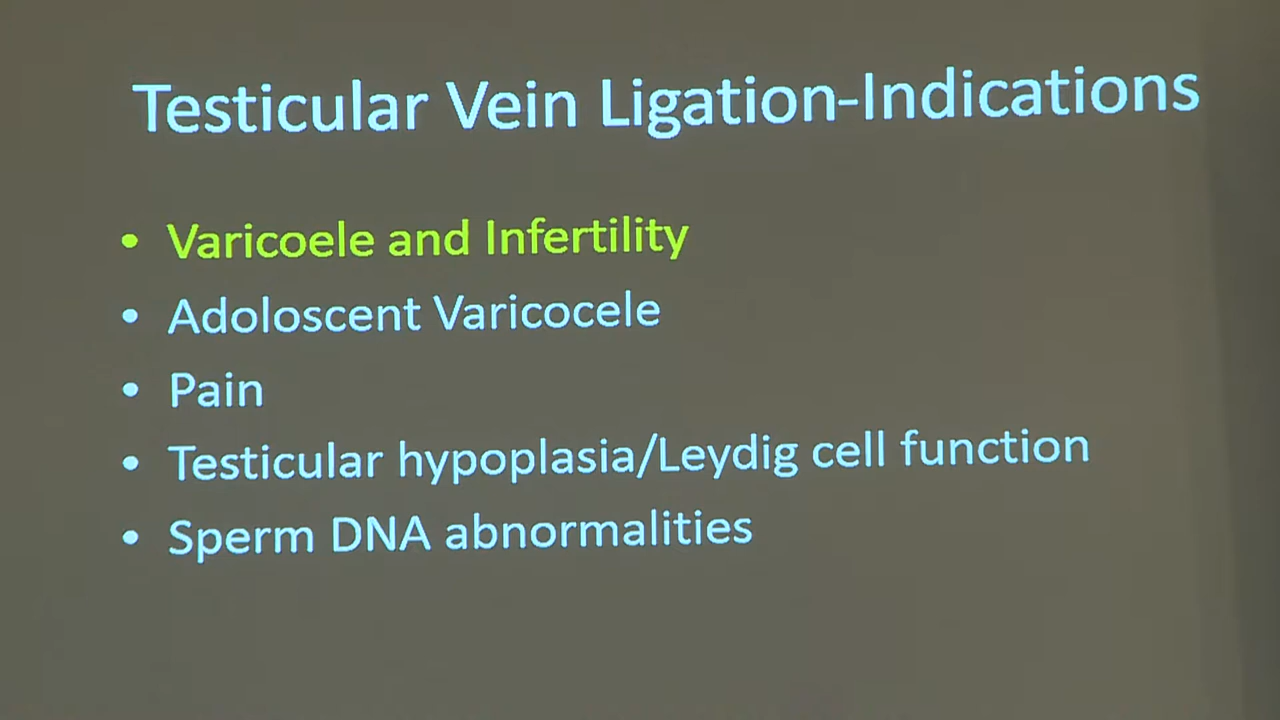 Testicular Vein Ligation-Indications
• Varicoele and Infertility
• Adoloscent Varicocele
• Pain
• Testicular hypoplasia/Leydig cell function
• Sperm DNA abnormalities